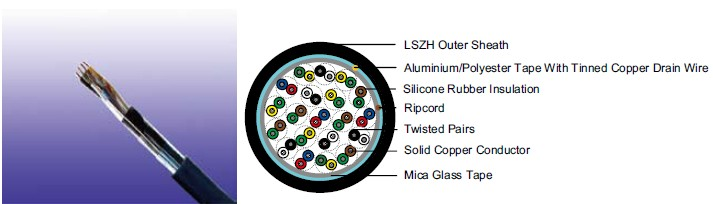 LSZH Outer Sheath
Aluminium/Polyester Tape With Tinned Copper Drain Wire
Silicone Rubber Insulation
Ripcord
Twisted Pairs
Solid Copper Conductor
Mica Glass Tape